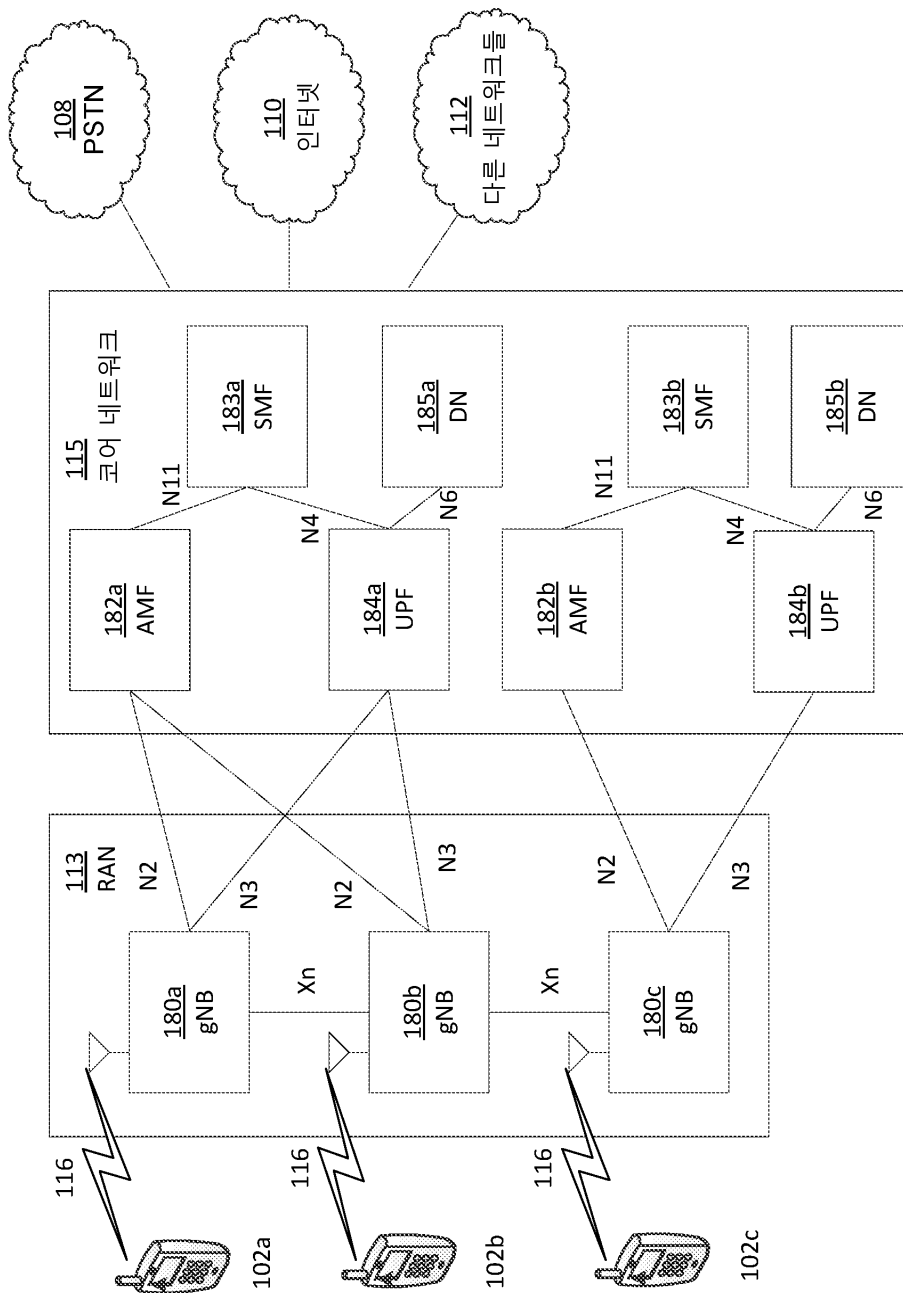 102a
116
102b
116
102c
116
113
RAN
180a
gNB
Xn
180b
gNB
Xn
180c
gNB
N2
N3
N2
N3
N2
N3
115
코어 네트워크
182a
AMF
N11
183a
SMF
N4
184a
UPF
N6
185a
DN
182b
AMF
N11
183b
SMF
N4
184b
UPF
N6
185b
DN
108
PSTN
110
인터넷
112
다른 네트워크들